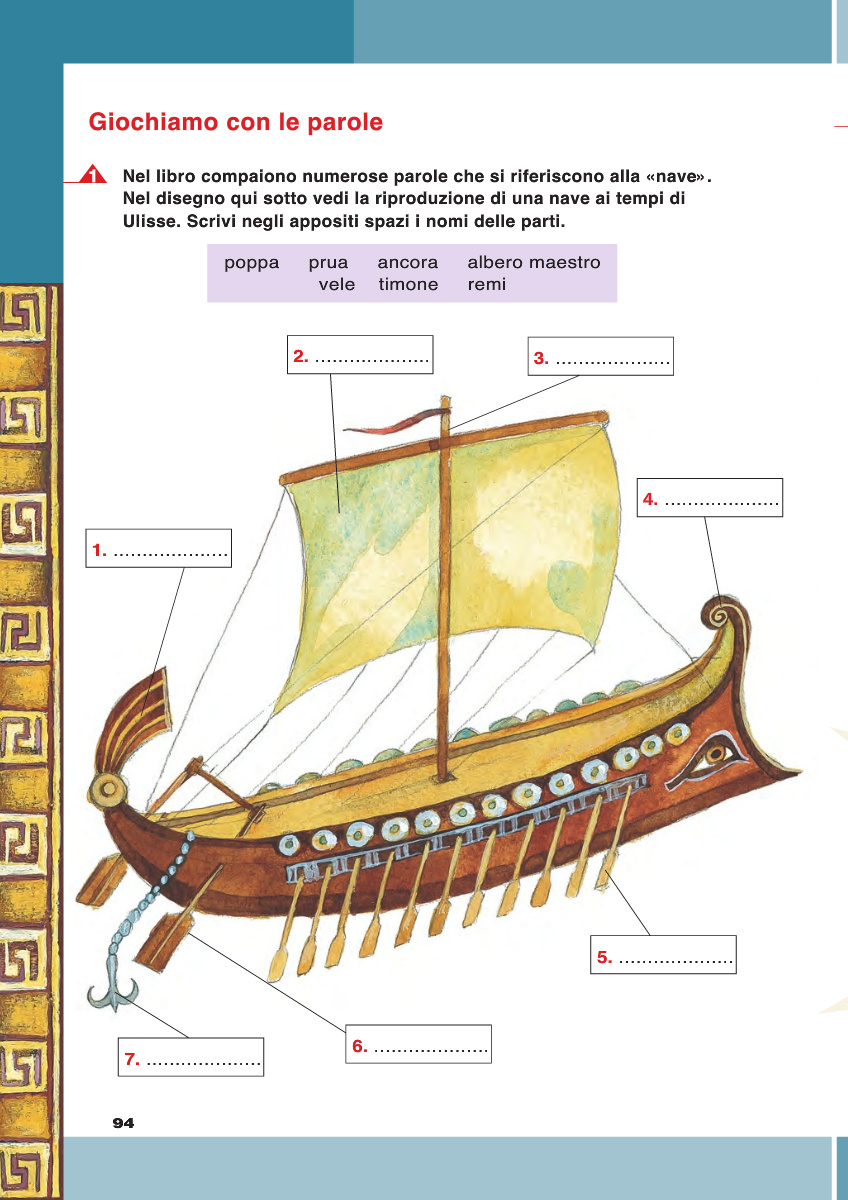 Giochiamo con le parole
1 Nel libro compaiono numerose parole che si riferiscono alla «nave».
Nel disegno qui sotto vedi la riproduzione di una nave ai tempi di
Ulisse. Scrivi negli appositi spazi i nomi delle parti.
poppa prua ancora albero maestro
vele timone remi
2. ....................
3. ....................
4. ....................
1. ....................
5. ....................
6. ....................
7. ....................
94